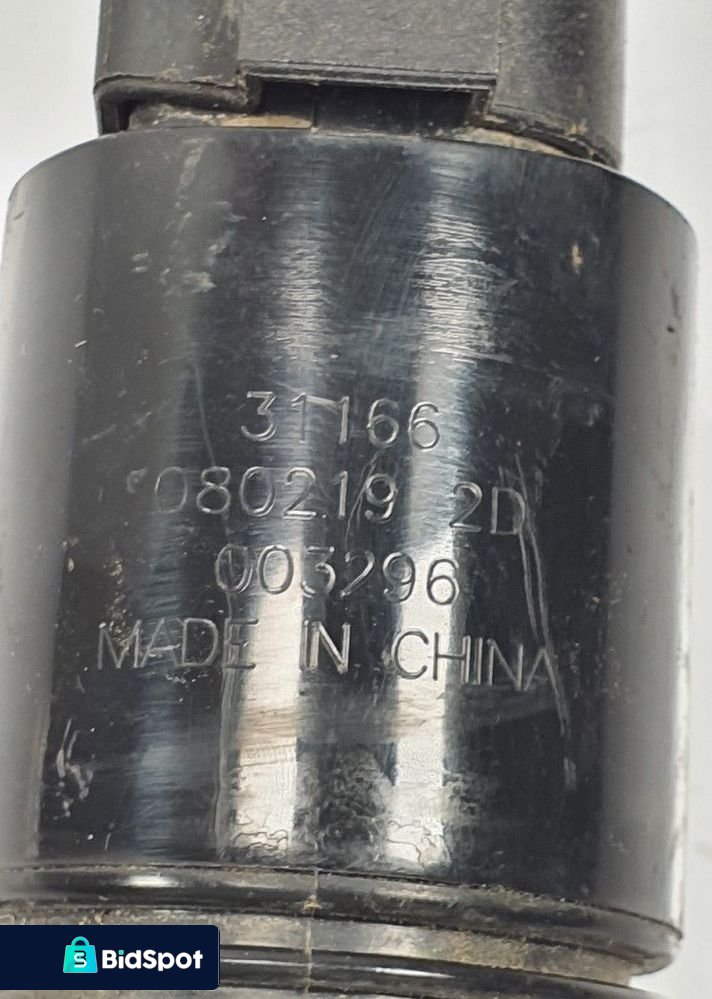 31166
080219 2D
003296
MADE IN CHINA
BidSpot